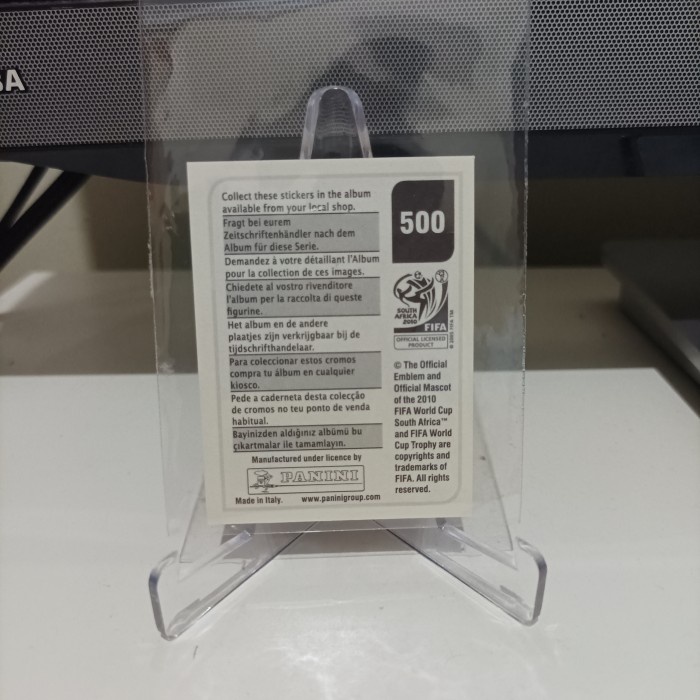 Collect these stickers in the album
available from your local shop.
Fragt bei eurem
Zeitschriftenhändler nach dem
Album für diese Serie.
Demandez à votre détaillant l'Album
pour la collection de ces images.
Chiedete al vostro rivenditore
l'album per la raccolta di queste
figurine.
Het album en de andere
plaatjes zijn verkrijgbaar bij de
tijdschrifthandelaar.
Para coleccionar estos cromos
compra tu álbum en cualquier
kiosco.
Pede a caderneta desta colecção
de cromos no teu ponto de venda
habitual.
Bayinizden aldığınız albümü bu
çıkartmalar ile tamamlayın.
Manufactured under licence by
PANINI
Made in Italy. www.paninigroup.com
500
SOUTH
AFRICA
2010
FIFA
OFFICIAL LICENSED
PRODUCT
© The Official
Emblem and
Official Mascot
of the 2010
FIFA World Cup
South Africa™
and FIFA World
Cup Trophy are
copyrights and
trademarks of
FIFA. All rights
reserved.